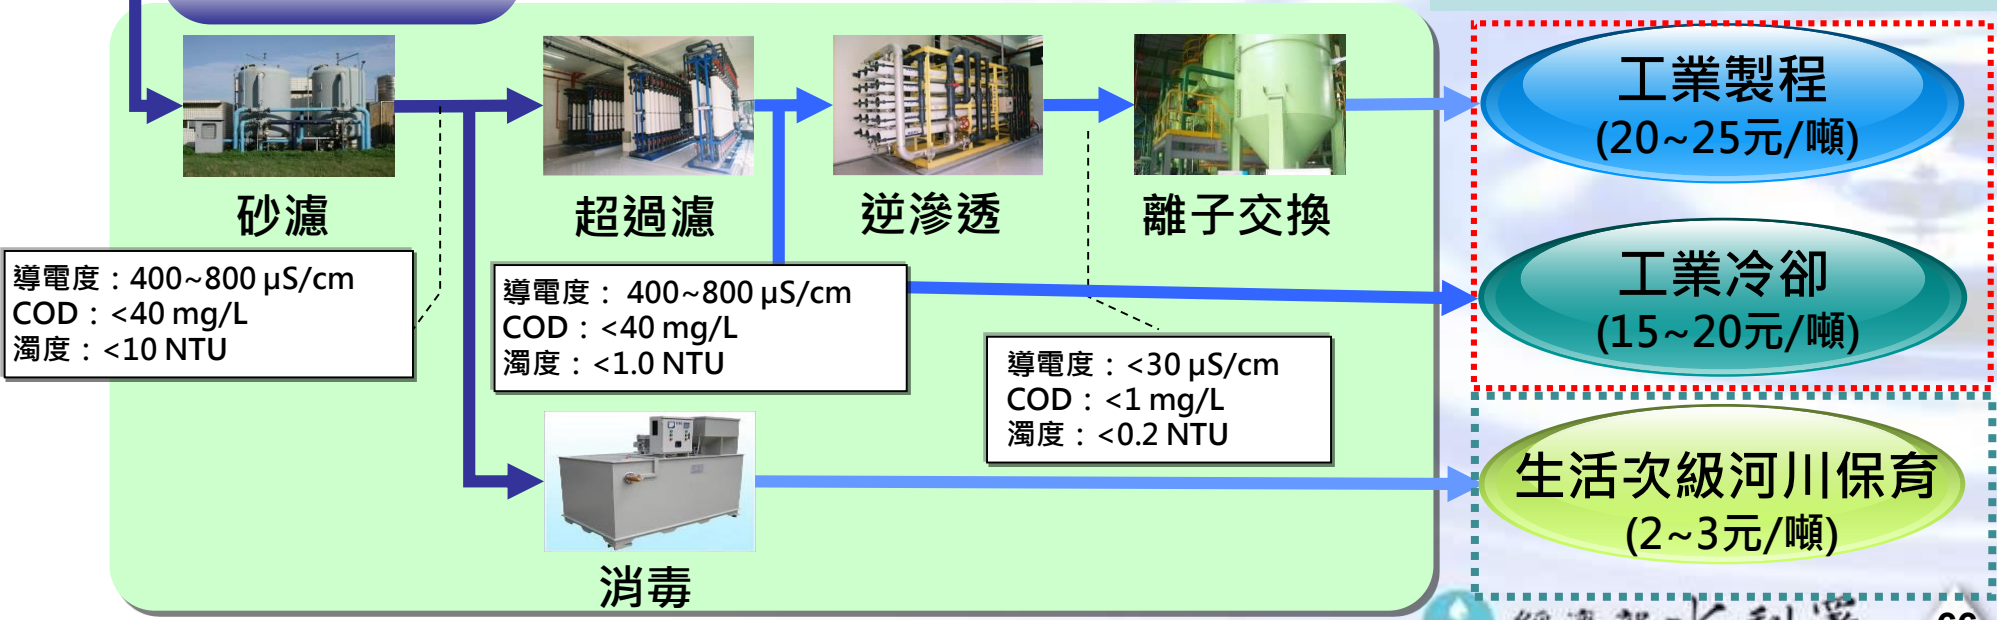 砂濾
超過濾
逆滲透
離子交換
導電度：400~800 µS/cm
COD：<40 mg/L
濁度：<10 NTU
導電度： 400~800 µS/cm
COD：<40 mg/L
濁度：<1.0 NTU
導電度：<30 µS/cm
COD：<1 mg/L
濁度：<0.2 NTU
消毒
工業製程
(20~25元/噸)
工業冷卻
(15~20元/噸)
生活次級河川保育
(2~3元/噸)